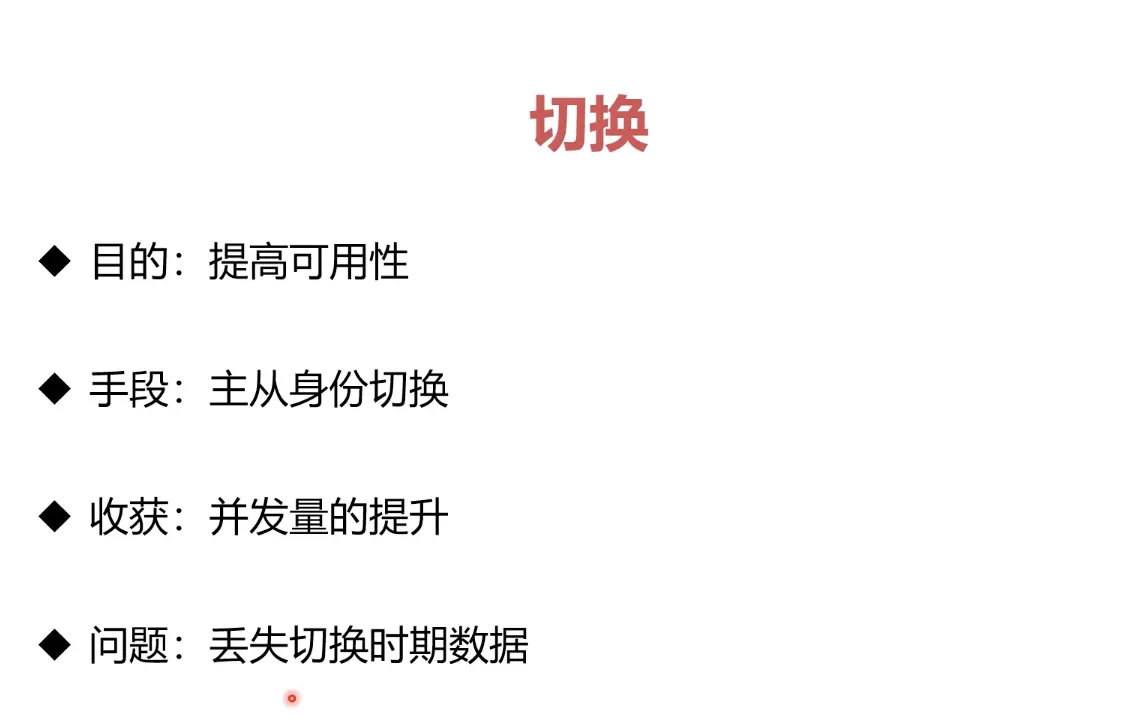 切换
◆ 目的：提高可用性
◆ 手段：主从身份切换
◆ 收获：并发量的提升
◆ 问题：丢失切换时期数据